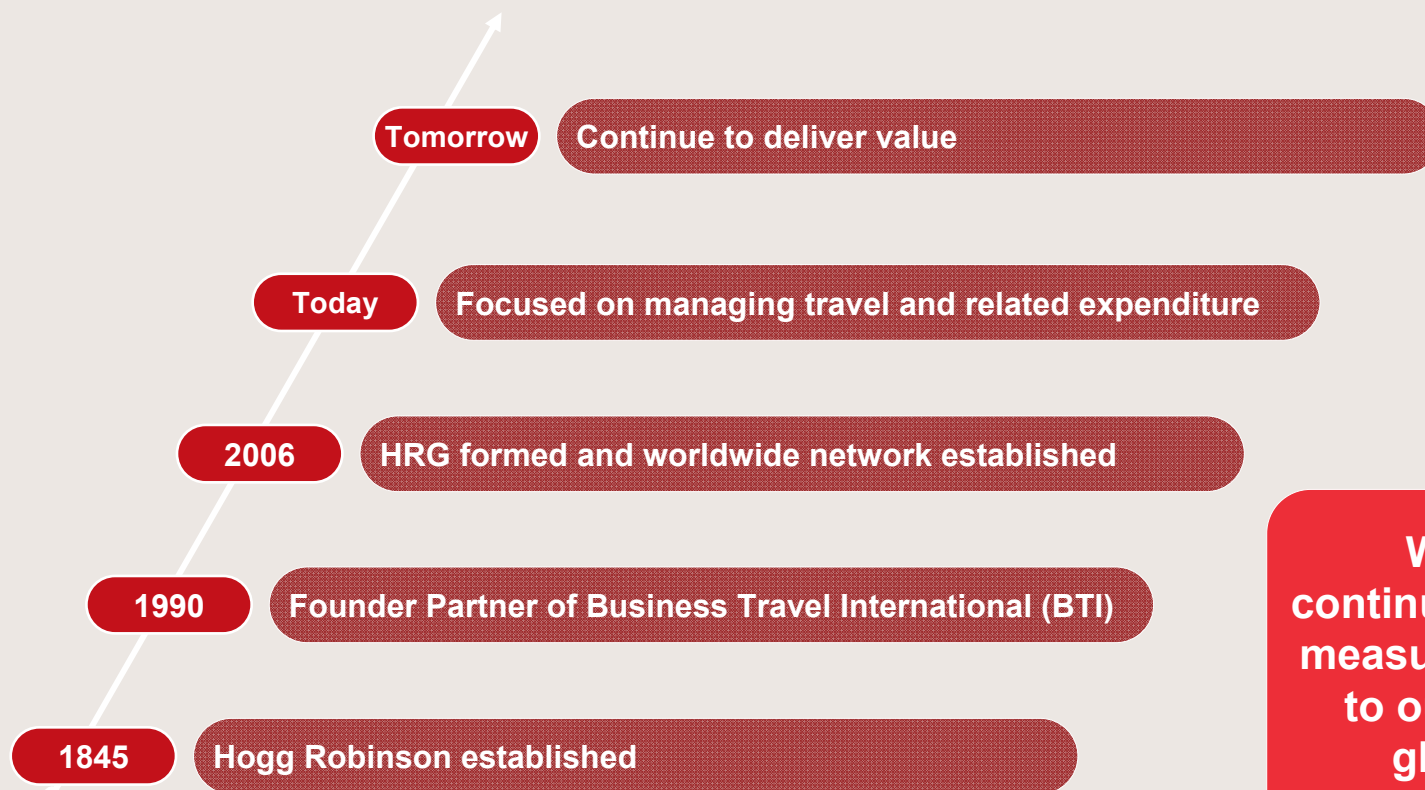 Tomorrow Continue to deliver value
Today Focused on managing travel and related expenditure
2006 HRG formed and worldwide network established
1990 Founder Partner of Business Travel International (BTI)
1845 Hogg Robinson established
to